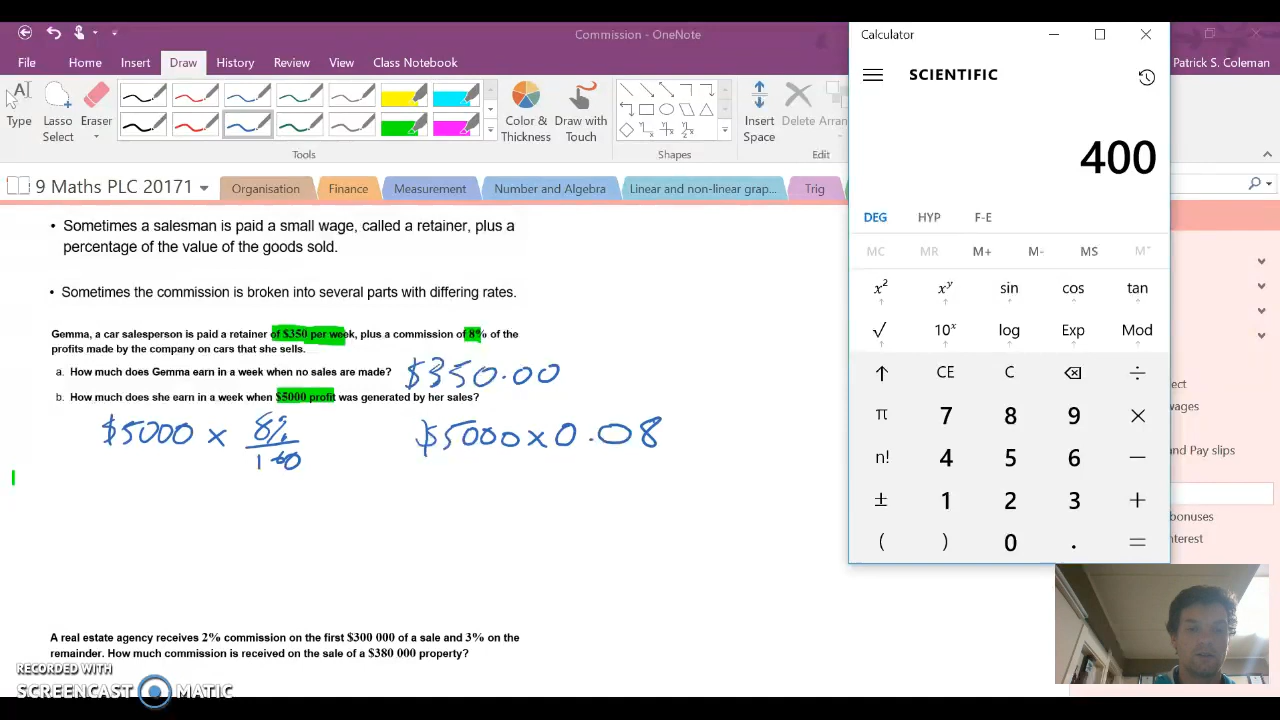 Commission - OneNote
Calculator
Patrick S. Coleman
File Home Insert Draw History Review View Class Notebook
SCIENTIFIC
Type
Lasso Select
Eraser
Color & Thickness
Draw with Touch
Insert Space
Delete
Tools
Shapes
Edit
400
9 Maths PLC 20171
Organisation Finance Measurement Number and Algebra Linear and non-linear grap... Trig
DEG HYP F-E
MC MR M+ M- MS
x² xʸ sin cos tan
√ 10ˣ log Exp Mod
↑ CE C ⌫ ÷
π 7 8 9 ×
n! 4 5 6 −
± 1 2 3 +
( ) 0 . =
• Sometimes a salesman is paid a small wage, called a retainer, plus a
percentage of the value of the goods sold.
• Sometimes the commission is broken into several parts with differing rates.
Gemma, a car salesperson is paid a retainer of $350 per week, plus a commission of 8% of the
profits made by the company on cars that she sells.
a. How much does Gemma earn in a week when no sales are made? $350.00
b. How much does she earn in a week when $5000 profit was generated by her sales?
$5000 × 8%
100
$5000 × 0.08
and Pay slips
bonuses
A real estate agency receives 2% commission on the first $300 000 of a sale and 3% on the
remainder. How much commission is received on the sale of a $380 000 property?
RECORDED WITH
SCREENCAST MATIC